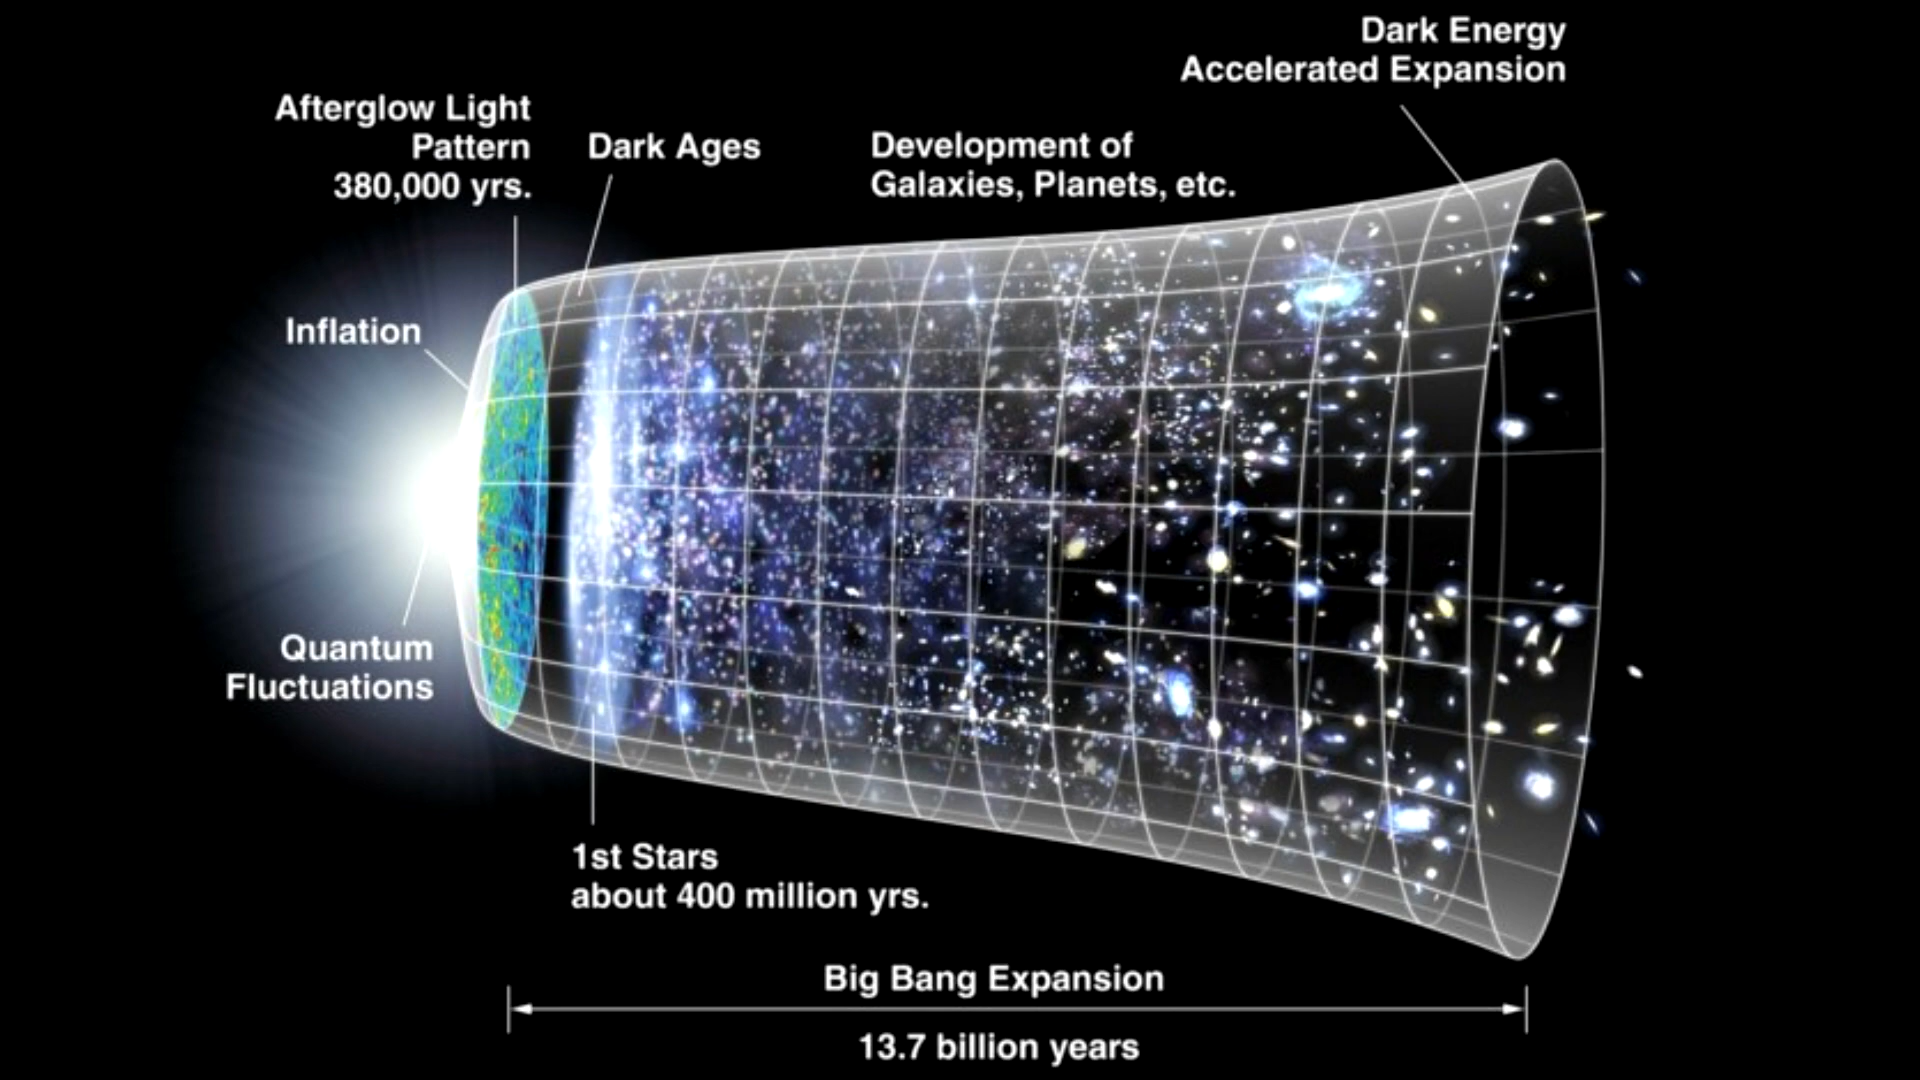 Dark Energy
Accelerated Expansion
Afterglow Light
Pattern
380,000 yrs.
Dark Ages
Development of
Galaxies, Planets, etc.
Inflation
Quantum
Fluctuations
1st Stars
about 400 million yrs.
Big Bang Expansion
13.7 billion years